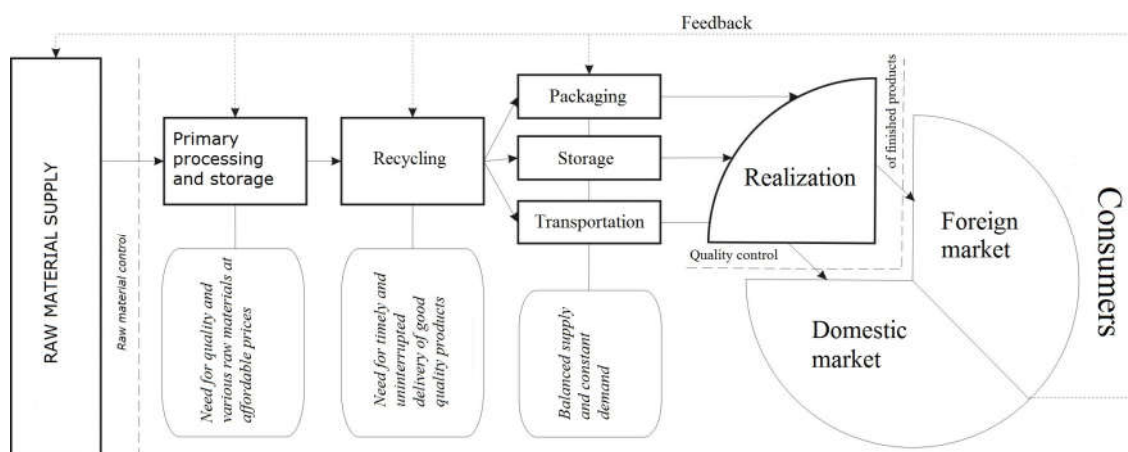 Feedback
RAW MATERIAL SUPPLY
Raw material control
Primary
processing
and storage
Recycling
Packaging
Storage
Transportation
Realization
Quality control
of finished products
Foreign
market
Domestic
market
Consumers
Need for quality and
various raw materials at
affordable prices
Need for timely and
uninterrupted
delivery of good
quality products
Balanced supply
and constant
demand